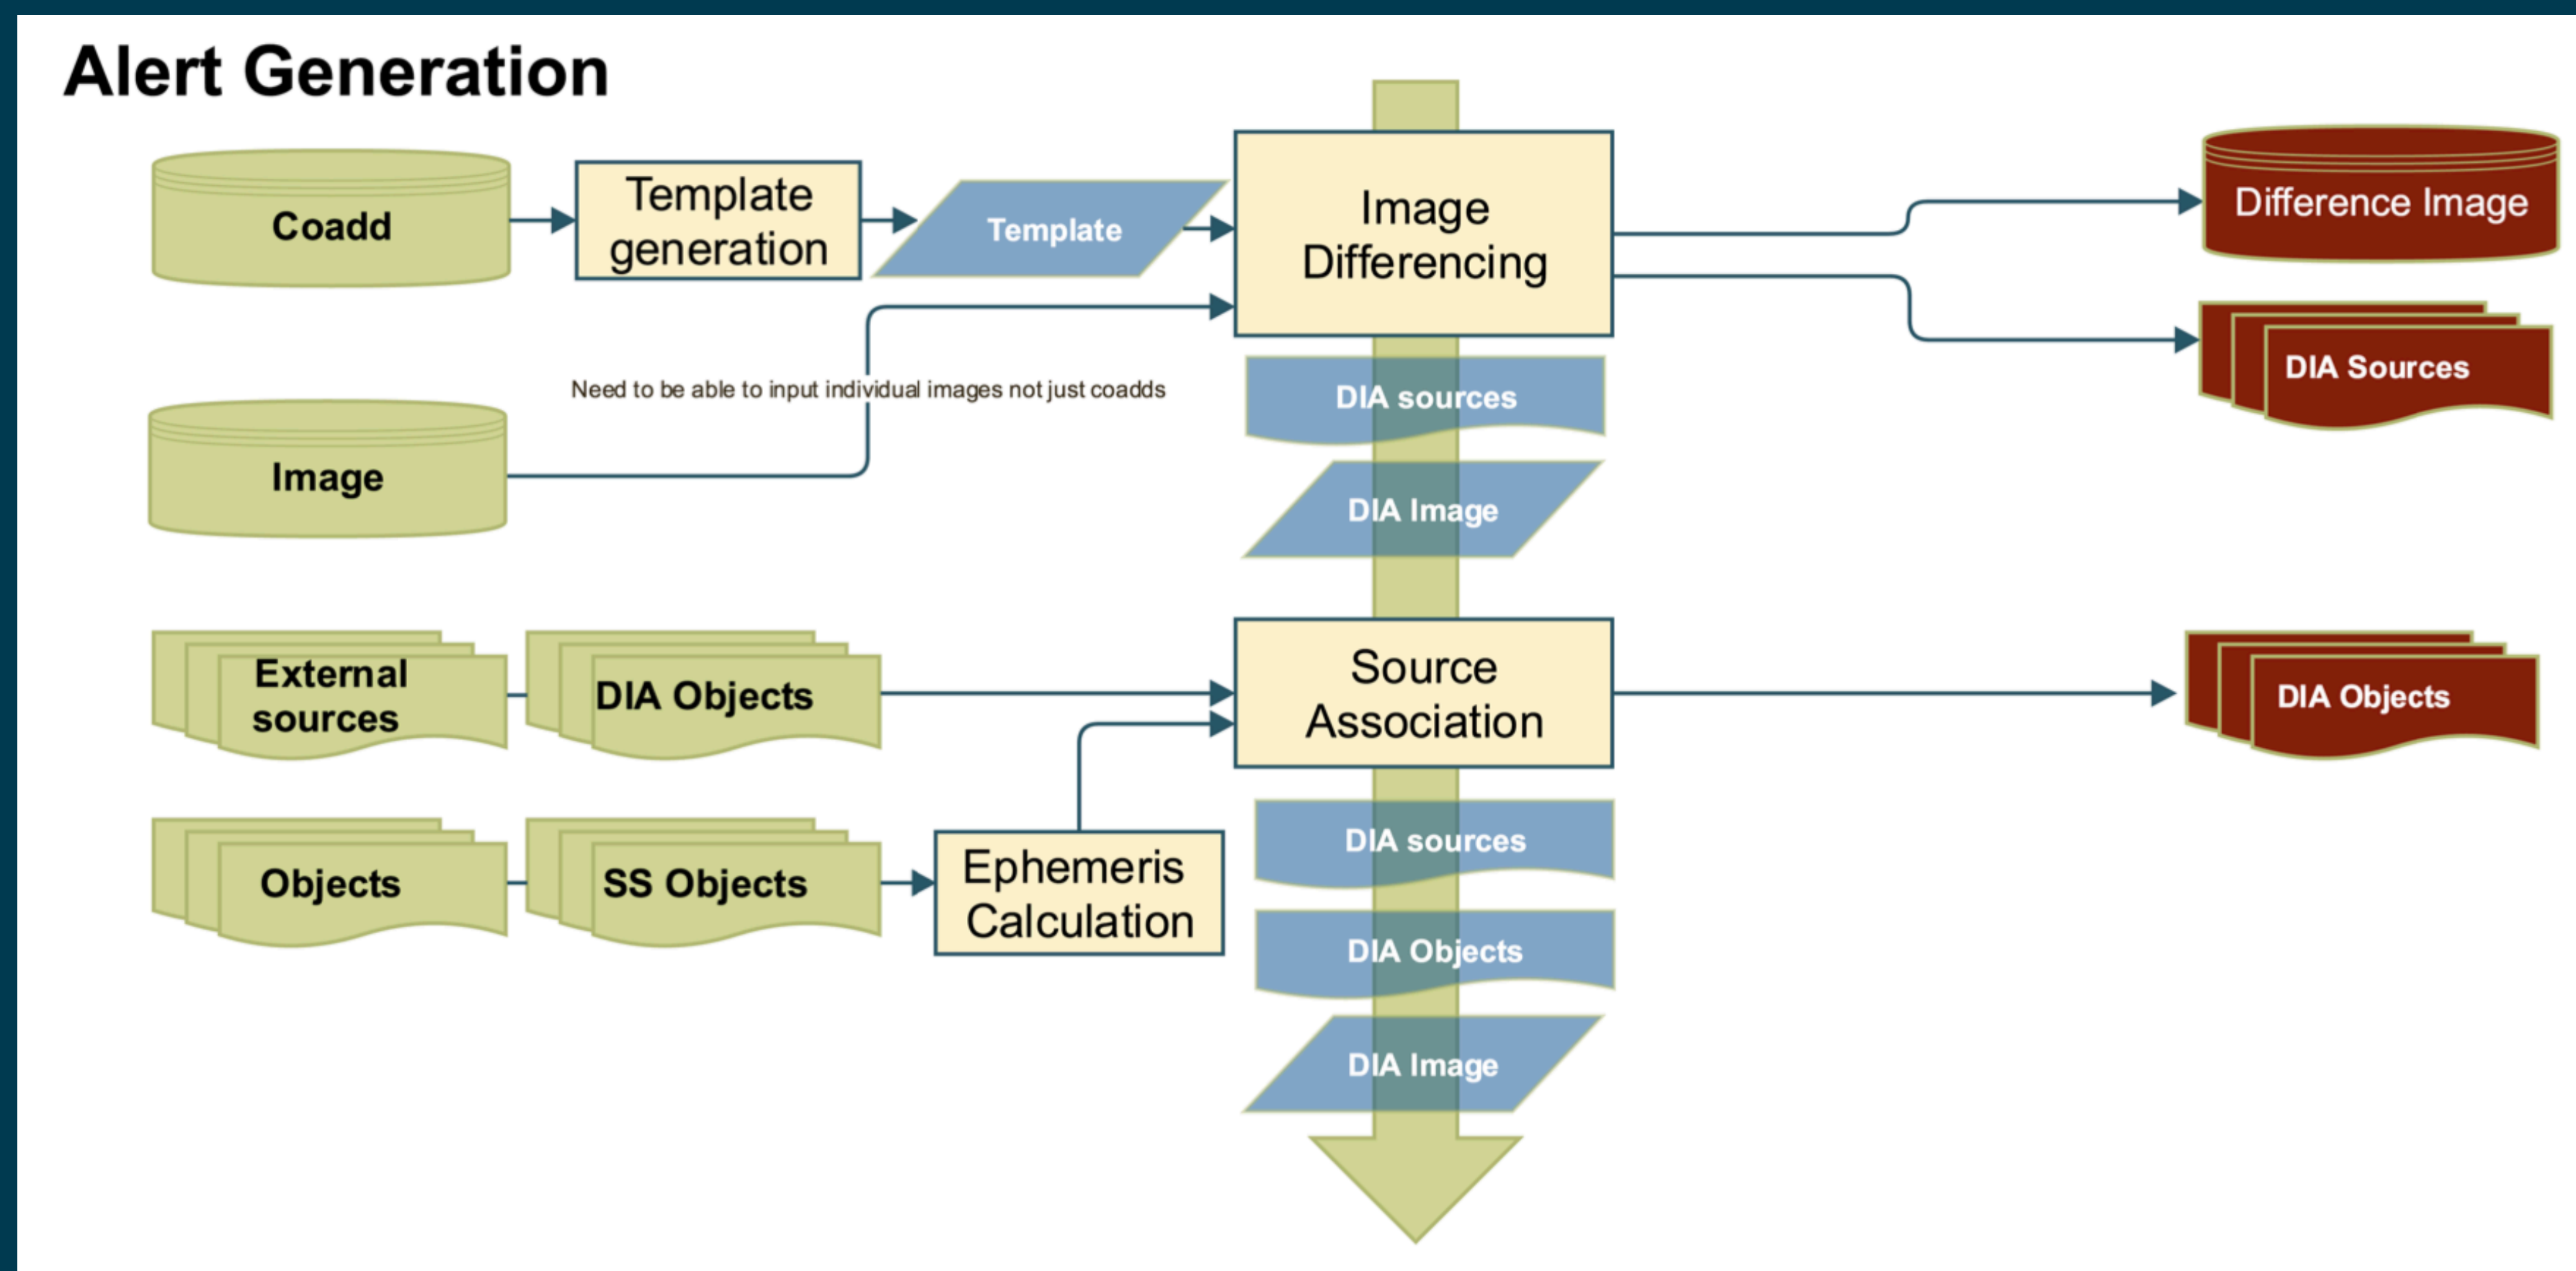 Alert Generation
Coadd
Template
generation
Template
Image
Differencing
Difference Image
DIA Sources
Need to be able to input individual images not just coadds
DIA sources
Image
DIA Image
External
sources
DIA Objects
Source
Association
DIA Objects
Objects
SS Objects
Ephemeris
Calculation
DIA sources
DIA Objects
DIA Image